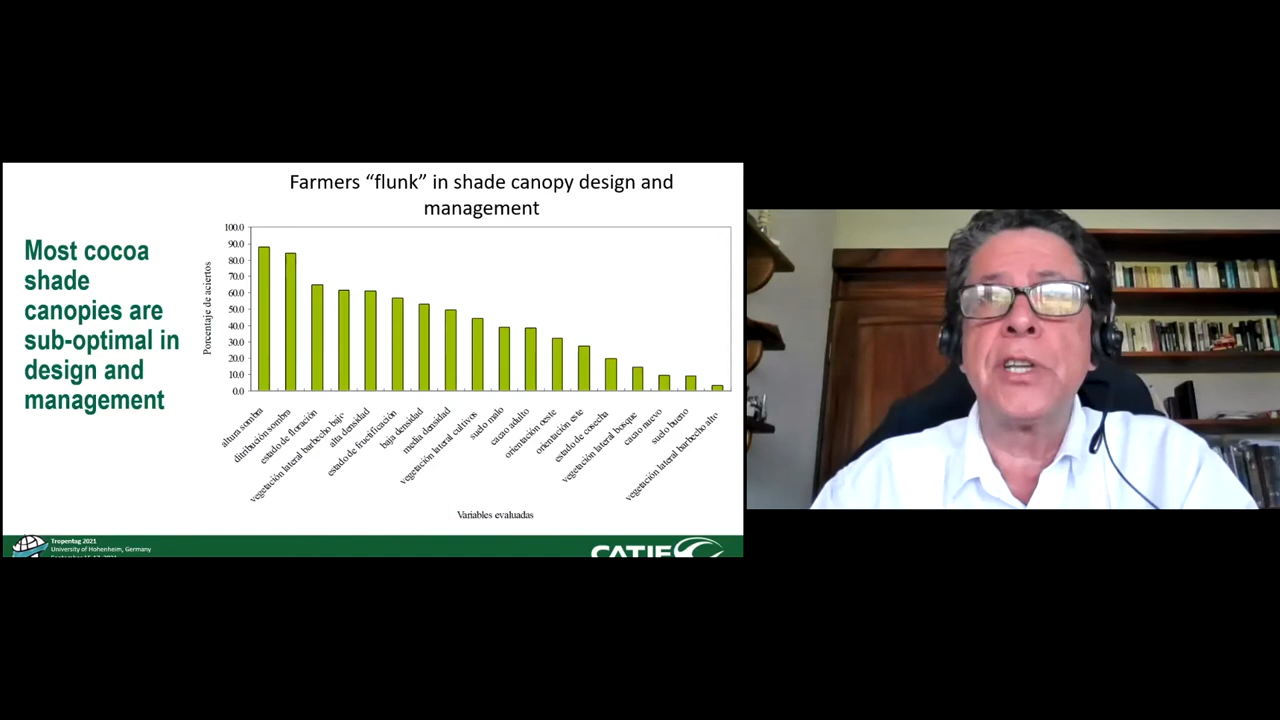 Farmers “flunk” in shade canopy design and
management
Most cocoa
shade
canopies are
sub-optimal in
design and
management
Porcentaje de aciertos
100.0
90.0
80.0
70.0
60.0
50.0
40.0
30.0
20.0
10.0
0.0
altura sombra
ditribución sombra
estado de floración
vegetación lateral barbecho bajo
alta densidad
estado de fructificación
baja densidad
media densidad
vegetación lateral cultivos
suelo malo
cacao adulto
orientación oeste
orientación este
estado de cosecha
vegetación lateral bosque
cacao nuevo
suelo bueno
vegetación lateral barbecho alto
Variables evaluadas
Tropentag 2021
University of Hohenheim, Germany
September 15-17, 2021
CATIE